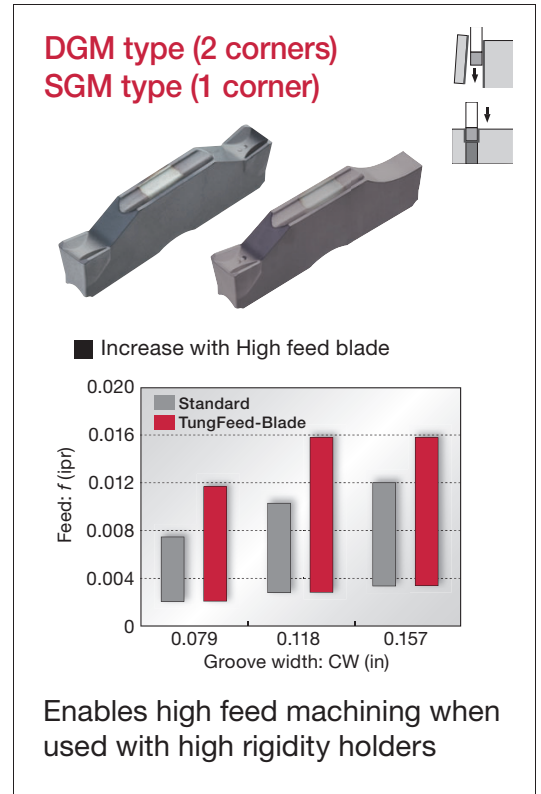 DGM type (2 corners)
SGM type (1 corner)
Increase with High feed blade
0.020
0.016
0.012
0.008
0.004
0
Feed: f (ipr)
Standard
TungFeed-Blade
0.079 0.118 0.157
Groove width: CW (in)
Enables high feed machining when
used with high rigidity holders